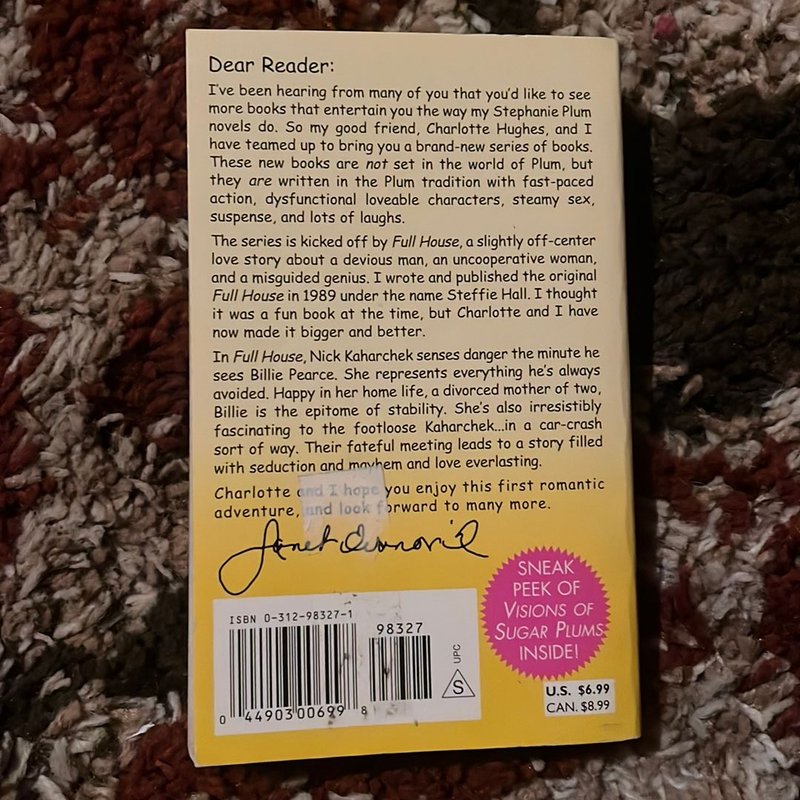 Dear Reader:
I've been hearing from many of you that you'd like to see
more books that entertain you the way my Stephanie Plum
novels do. So my good friend, Charlotte Hughes, and I
have teamed up to bring you a brand-new series of books.
These new books are not set in the world of Plum, but
they are written in the Plum tradition with fast-paced
action, dysfunctional loveable characters, steamy sex,
suspense, and lots of laughs.
The series is kicked off by Full House, a slightly off-center
love story about a devious man, an uncooperative woman,
and a misguided genius. I wrote and published the original
Full House in 1989 under the name Steffie Hall. I thought
it was a fun book at the time, but Charlotte and I have
now made it bigger and better.
In Full House, Nick Kaharchek senses danger the minute he
sees Billie Pearce. She represents everything he's always
avoided. Happy in her home life, a divorced mother of two,
Billie is the epitome of stability. She's also irresistibly
fascinating to the footloose Kaharchek...in a car-crash
sort of way. Their fateful meeting leads to a story filled
with seduction and mayhem and love everlasting.
Charlotte and I hope you enjoy this first romantic
adventure, and look forward to many more.
Janet Evanovich
SNEAK
PEEK OF
VISIONS OF
SUGAR PLUMS
INSIDE!
ISBN 0-312-98327-1
98327
0 44903 00699 8
UPC
S
U.S. $6.99
CAN. $8.99